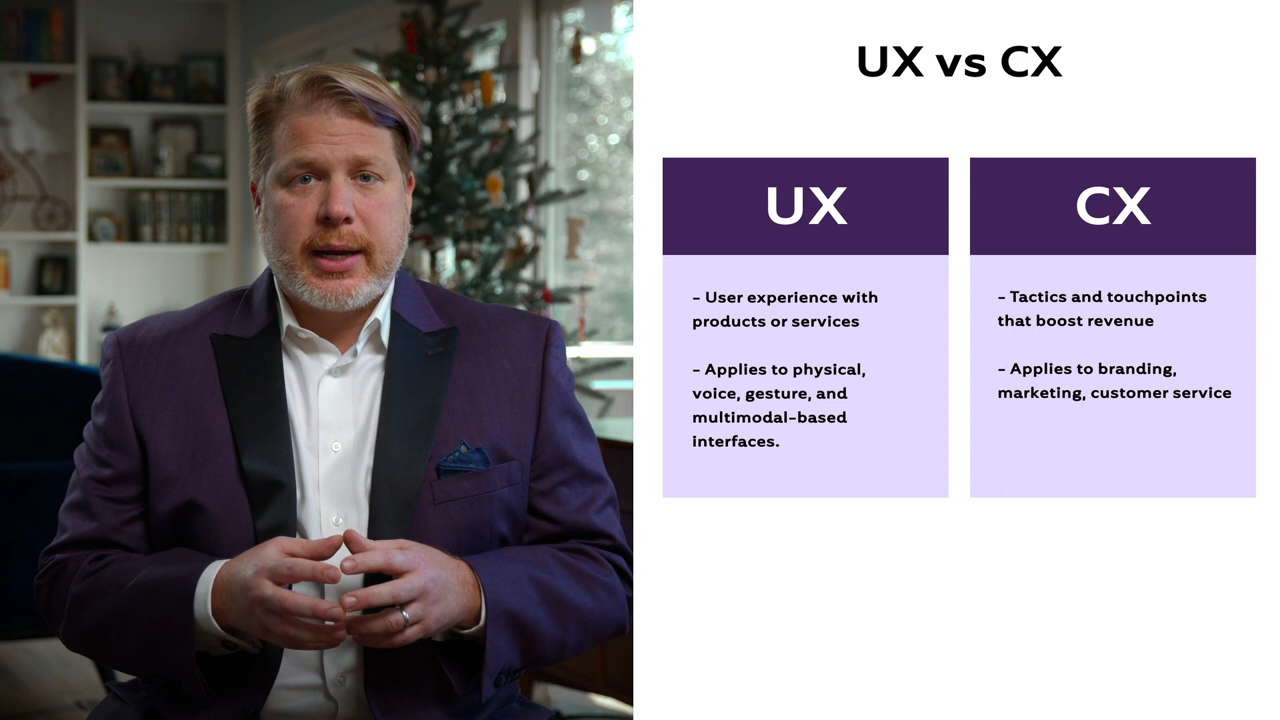 UX vs CX
UX
– User experience with
products or services
– Applies to physical,
voice, gesture, and
multimodal-based
interfaces.
CX
– Tactics and touchpoints
that boost revenue
– Applies to branding,
marketing, customer service